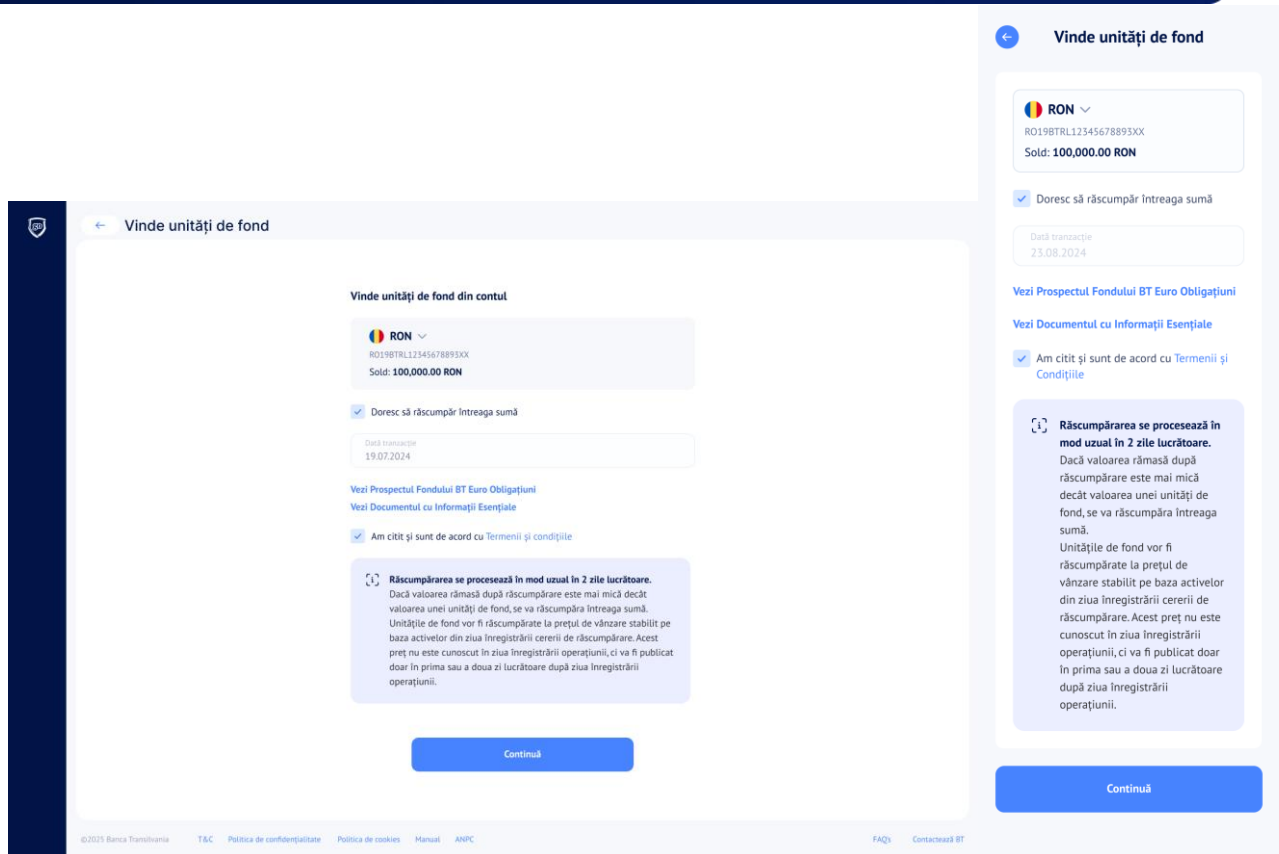 Vinde unități de fond
Vinde unități de fond din contul
RON
RO19BTRL12345678893XX
Sold: 100,000.00 RON
Doresc să răscumpăr întreaga sumă
Dată tranzacție
19.07.2024
Vezi Prospectul Fondului BT Euro Obligațiuni
Vezi Documentul cu Informații Esențiale
Am citit și sunt de acord cu Termenii și condițiile
Răscumpărarea se procesează în mod uzual în 2 zile lucrătoare.
Dacă valoarea rămasă după răscumpărare este mai mică decât
valoarea unei unități de fond, se va răscumpăra întreaga sumă.
Unitățile de fond vor fi răscumpărate la prețul de vânzare stabilit pe
baza activelor din ziua înregistrării cererii de răscumpărare. Acest
preț nu este cunoscut în ziua înregistrării operațiunii, ci va fi publicat
doar în prima sau a doua zi lucrătoare după ziua înregistrării
operațiunii.
Continuă
©2025 Banca Transilvania T&C Politica de confidențialitate Politica de cookies Manual ANPC FAQ's Contactează BT
Vinde unități de fond
RON
RO19BTRL12345678893XX
Sold: 100,000.00 RON
Doresc să răscumpăr întreaga sumă
Dată tranzacție
23.08.2024
Vezi Prospectul Fondului BT Euro Obligațiuni
Vezi Documentul cu Informații Esențiale
Am citit și sunt de acord cu Termenii și
Condițiile
Răscumpărarea se procesează în
mod uzual în 2 zile lucrătoare.
Dacă valoarea rămasă după
răscumpărare este mai mică
decât valoarea unei unități de
fond, se va răscumpăra întreaga
sumă.
Unitățile de fond vor fi
răscumpărate la prețul de
vânzare stabilit pe baza activelor
din ziua înregistrării cererii de
răscumpărare. Acest preț nu este
cunoscut în ziua înregistrării
operațiunii, ci va fi publicat doar
în prima sau a doua zi lucrătoare
după ziua înregistrării
operațiunii.
Continuă